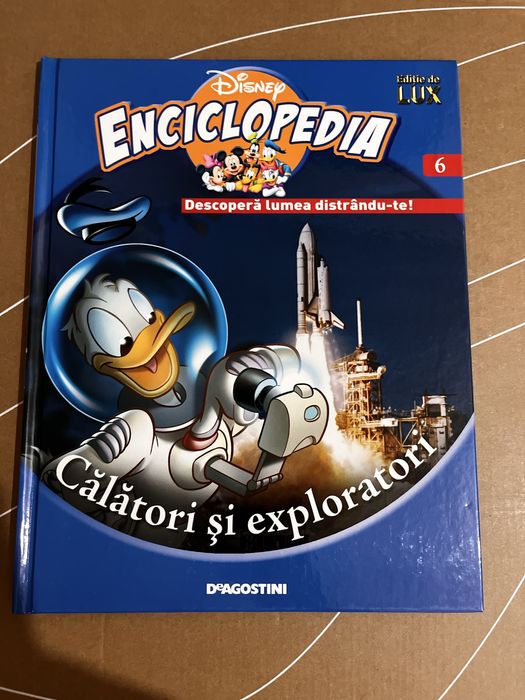 Disney
ENCICLOPEDIA
Ediție de
LUX
6
Descoperă lumea distrându-te!
Călători și exploratori
DeAGOSTINI